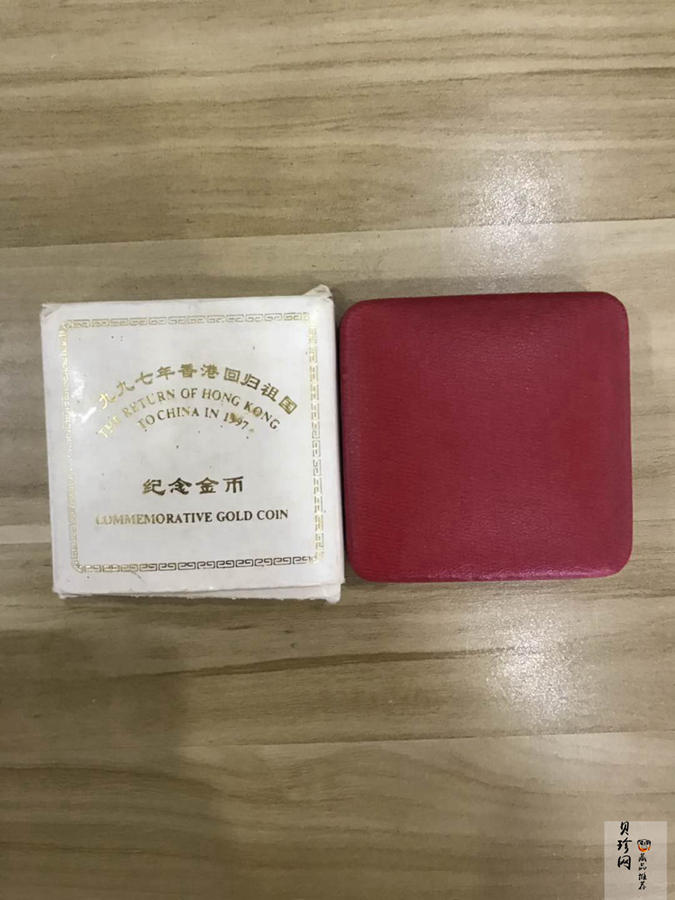 一九九七年香港回归祖国
THE RETURN OF HONG KONG
TO CHINA IN 1997
纪念金币
COMMEMORATIVE GOLD COIN
贝珍网
藏品推荐